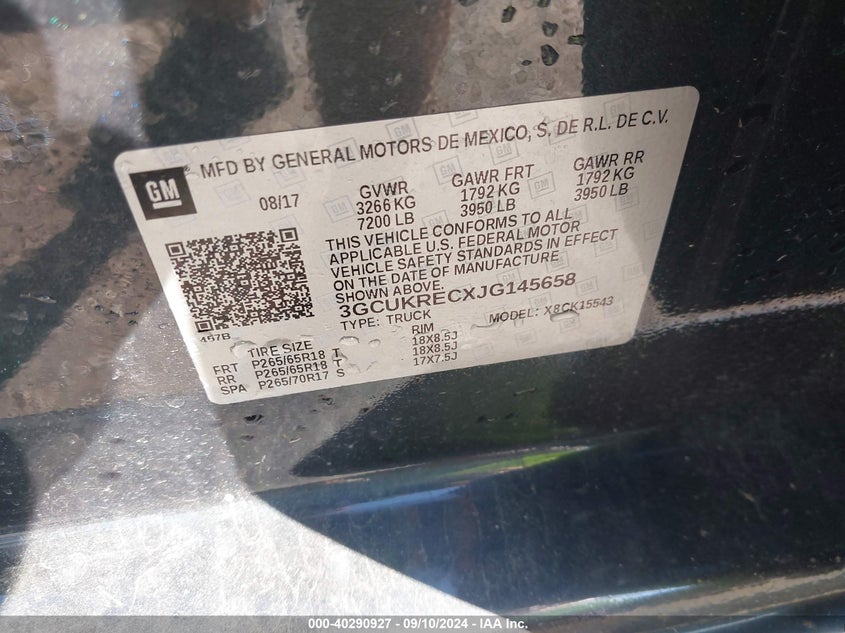 MFD BY GENERAL MOTORS DE MEXICO, S. DE R.L. DE C.V.
GM
08/17
GVWR GAWR FRT GAWR RR
3266 KG 1792 KG 1792 KG
7200 LB 3950 LB 3950 LB
THIS VEHICLE CONFORMS TO ALL
APPLICABLE U.S. FEDERAL MOTOR
VEHICLE SAFETY STANDARDS IN EFFECT
ON THE DATE OF MANUFACTURE
SHOWN ABOVE.
3GCUKRECXJG145658
TYPE: TRUCK MODEL: X8CK15543
457B
TIRE SIZE RIM
FRT P265/65R18 T 18X8.5J
RR P265/65R18 T 18X8.5J
SPA P265/70R17 S 17X7.5J
000-40290927 - 09/10/2024 - IAA Inc.